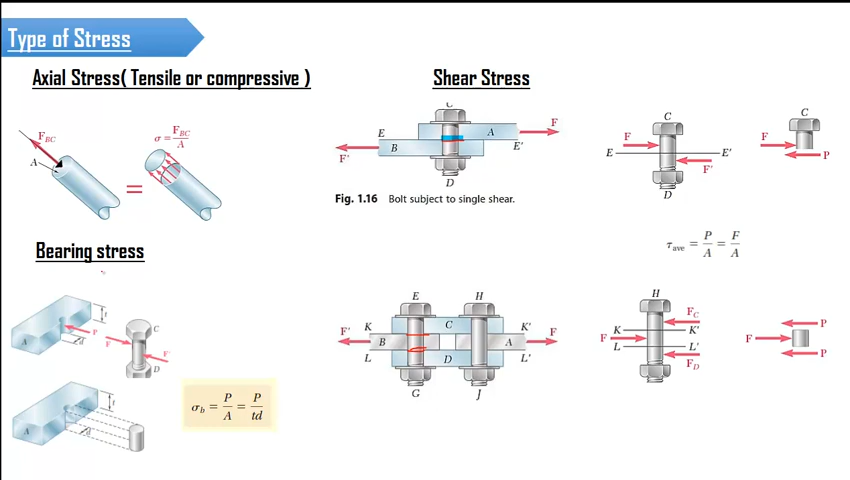 Type of Stress
Axial Stress( Tensile or compressive )
F_BC
A
σ = F_BC / A
=
Shear Stress
C
E
A
F
B
E'
F'
D
Fig. 1.16 Bolt subject to single shear.
C
F
E
E'
F'
D
C
F
P
τ_ave = P / A = F / A
Bearing stress
t
P
C
A
d
F
F'
D
t
A
d
σ_b = P / A = P / td
E
H
F'
K
C
K'
B
A
F
L
D
L'
G
J
H
F_C
K
K'
F
L
L'
F_D
P
F
P